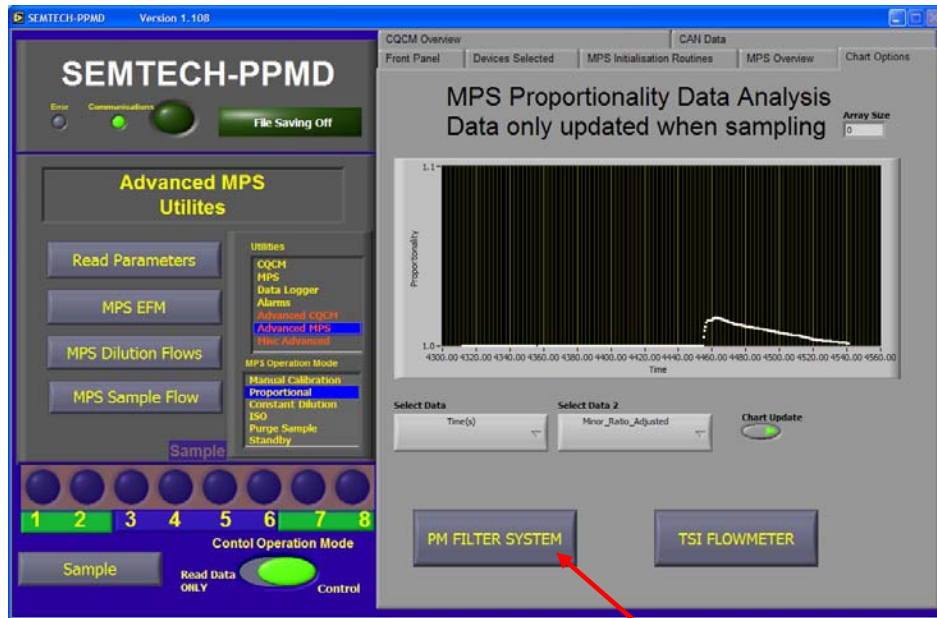 SEMTECH-PPMD Version 1.108
SEMTECH-PPMD
Error
Communications
File Saving Off
Advanced MPS
Utilites
Read Parameters
MPS EFM
MPS Dilution Flows
MPS Sample Flow
Utilities
CQCM
MPS
Data Logger
Alarms
Advanced CQCM
Advanced MPS
Misc Advanced
MPS Operation Mode
Manual Calibration
Proportional
Constant Dilution
ISO
Purge Sample
Standby
Sample
1 2 3 4 5 6 7 8
Contol Operation Mode
Sample
Read Data
ONLY
Control
CQCM Overview CAN Data
Front Panel Devices Selected MPS Initialisation Routines MPS Overview Chart Options
MPS Proportionality Data Analysis
Data only updated when sampling
Array Size
0
1.1
Proportionality
1.0
4300.00 4320.00 4340.00 4360.00 4380.00 4400.00 4420.00 4440.00 4460.00 4480.00 4500.00 4520.00 4540.00 4560.00
Time
Select Data
Time(s)
Select Data 2
Minor_Ratio_Adjusted
Chart Update
PM FILTER SYSTEM
TSI FLOWMETER